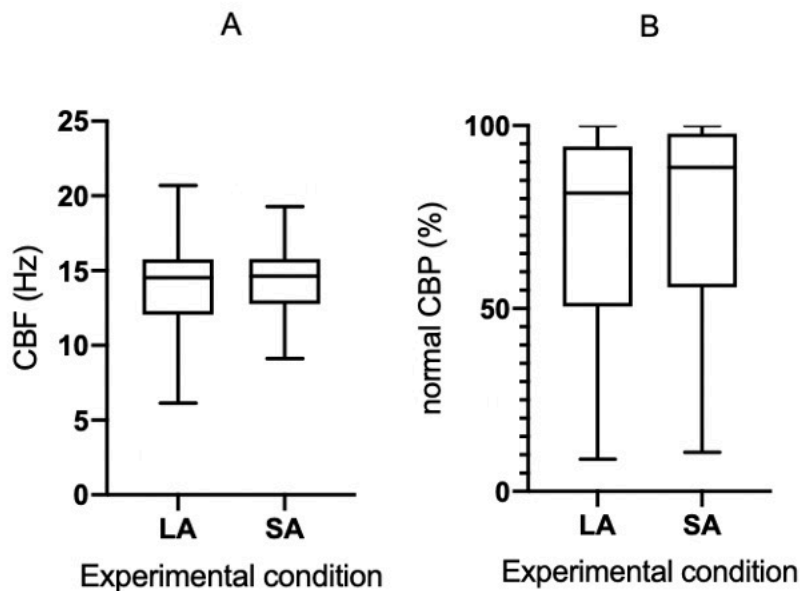 A
CBF (Hz)
25
20
15
10
5
0
LA SA
Experimental condition
B
normal CBP (%)
100
50
0
LA SA
Experimental condition